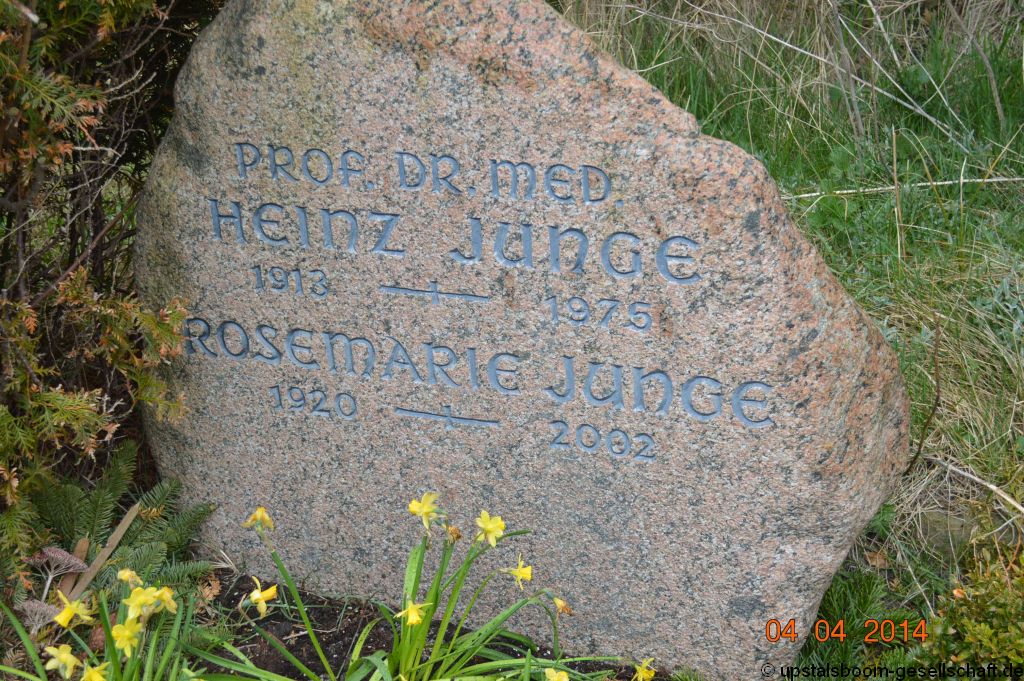 PROF. DR. MED.
HEINZ JUNGE
1913 1975
ROSEMARIE JUNGE
1920 2002
04 04 2014
© upstalsboom-gesellschaft.de